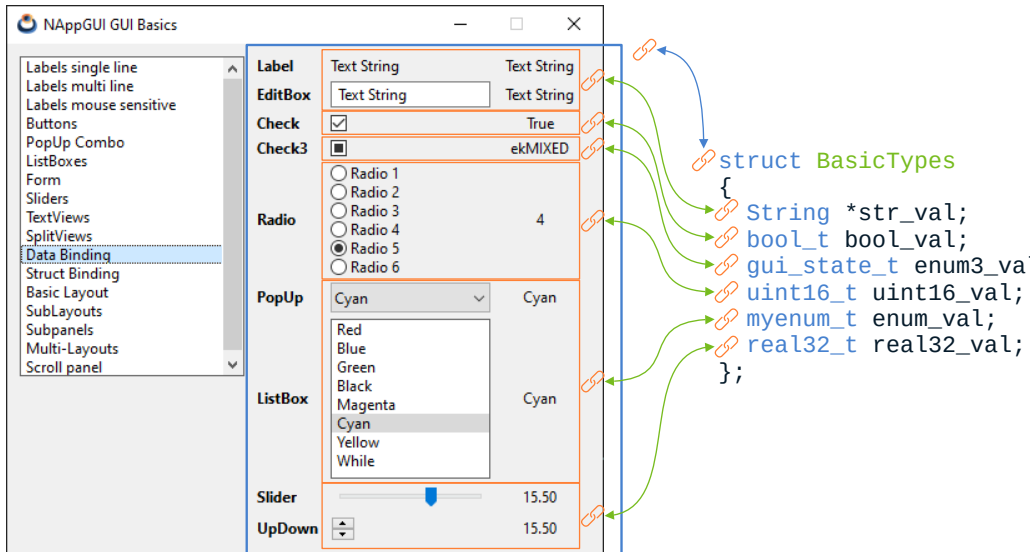 NAppGUI GUI Basics
Labels single line
Labels multi line
Labels mouse sensitive
Buttons
PopUp Combo
ListBoxes
Form
Sliders
TextViews
SplitViews
Data Binding
Struct Binding
Basic Layout
SubLayouts
Subpanels
Multi-Layouts
Scroll panel
Label Text String Text String
EditBox Text String Text String
Check True
Check3 ekMIXED
Radio 1
Radio 2
Radio 3
Radio 4
Radio 5
Radio 6
Radio 4
PopUp Cyan Cyan
Red
Blue
Green
Black
Magenta
Cyan
Yellow
While
ListBox Cyan
Slider 15.50
UpDown 15.50
struct BasicTypes
{
String *str_val;
bool_t bool_val;
gui_state_t enum3_val
uint16_t uint16_val;
myenum_t enum_val;
real32_t real32_val;
};